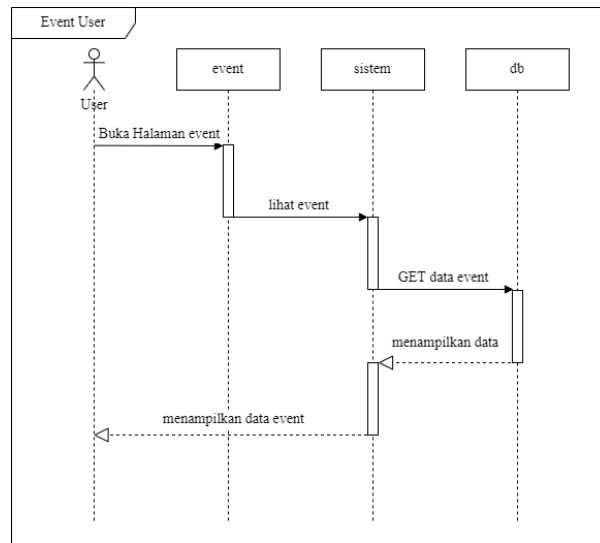 Event User
event
sistem
db
User
Buka Halaman event
lihat event
GET data event
menampilkan data
menampilkan data event